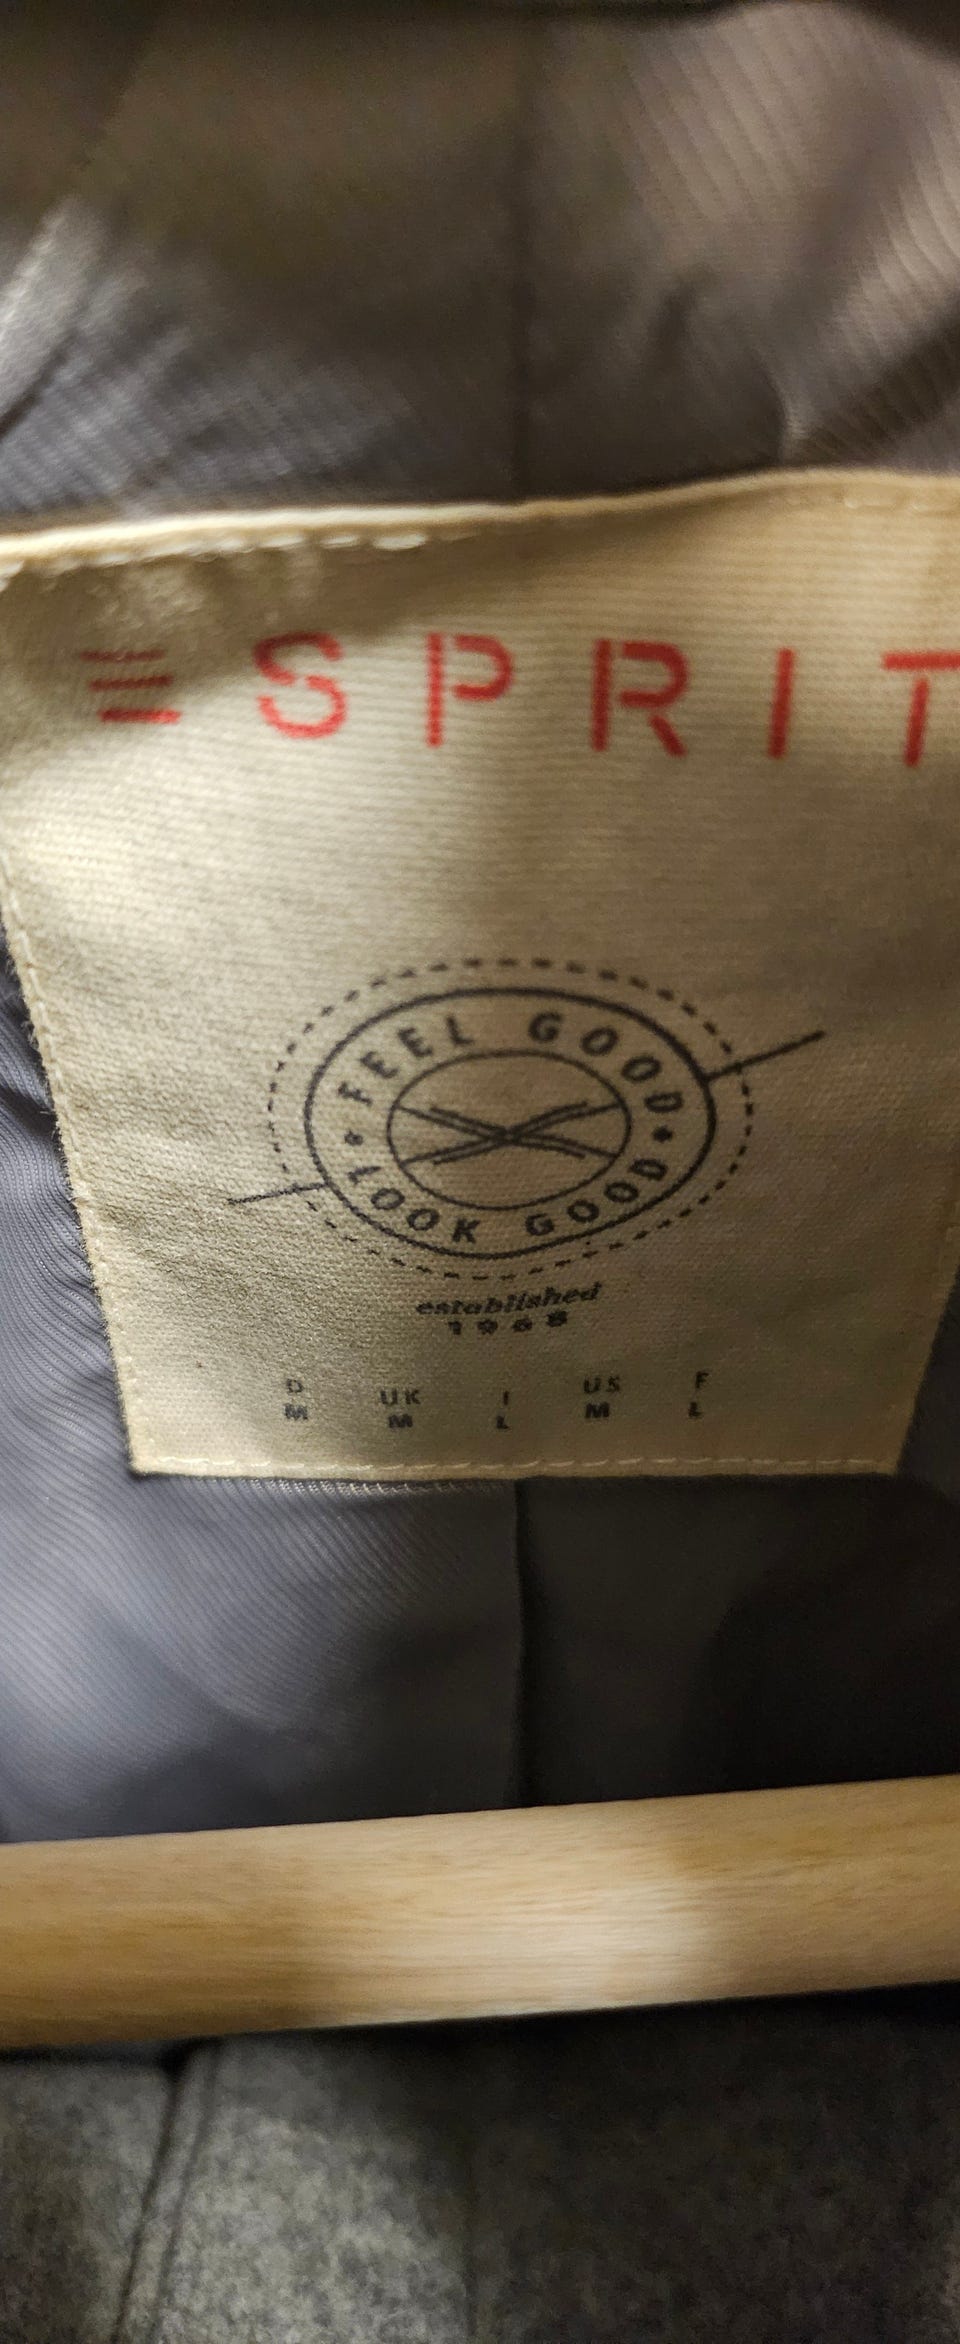 ESPRIT
FEEL GOOD
LOOK GOOD
established
1968
D UK I US F
M M L M L